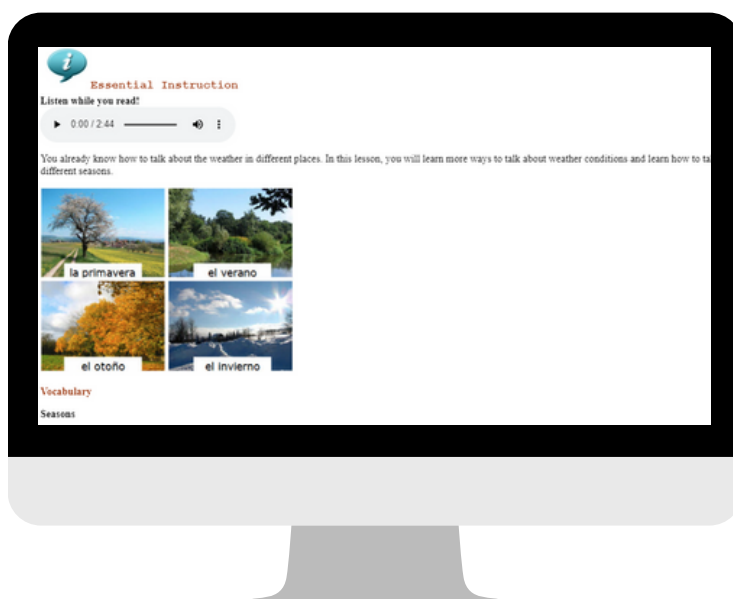 Essential Instruction
Listen while you read!
0:00 / 2:44
You already know how to talk about the weather in different places. In this lesson, you will learn more ways to talk about weather conditions and learn how to ta
different seasons.
la primavera
el verano
el otoño
el invierno
Vocabulary
Seasons